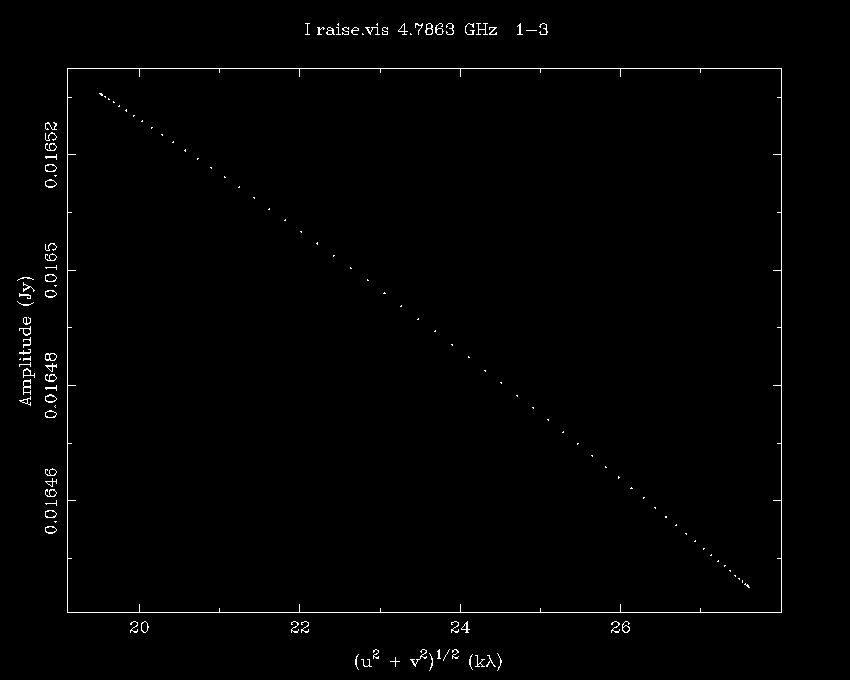 I raise.vis 4.7863 GHz 1−3
0.01652
0.0165
0.01648
0.01646
Amplitude (Jy)
20 22 24 26
(u² + v²)^1/2 (kλ)